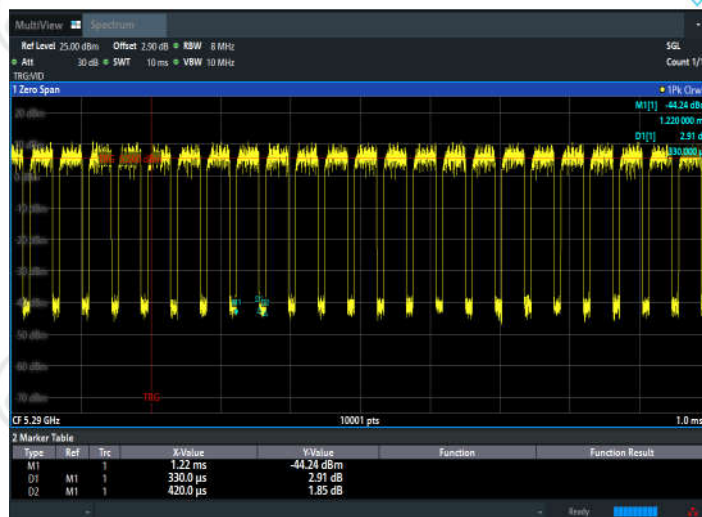 MultiView Spectrum
Ref Level 25.00 dBm Offset 2.90 dB RBW 8 MHz SGL
Att 30 dB SWT 10 ms VBW 10 MHz Count 1/1
TRG:VID
1 Zero Span 1Pk Clrw
M1[1] -44.24 dBm
1.220 000 m
D1[1] 2.91 d
330.000 µs
20 dBm
10 dBm
0 dBm
-10 dBm
-20 dBm
-30 dBm
-40 dBm
M1 D2
-50 dBm
-60 dBm
-70 dBm
TRG
CF 5.29 GHz 10001 pts 1.0 ms
2 Marker Table
Type Ref Trc X-Value Y-Value Function Function Result
M1 1 1.22 ms -44.24 dBm
D1 M1 1 330.0 µs 2.91 dB
D2 M1 1 420.0 µs 1.85 dB
Ready